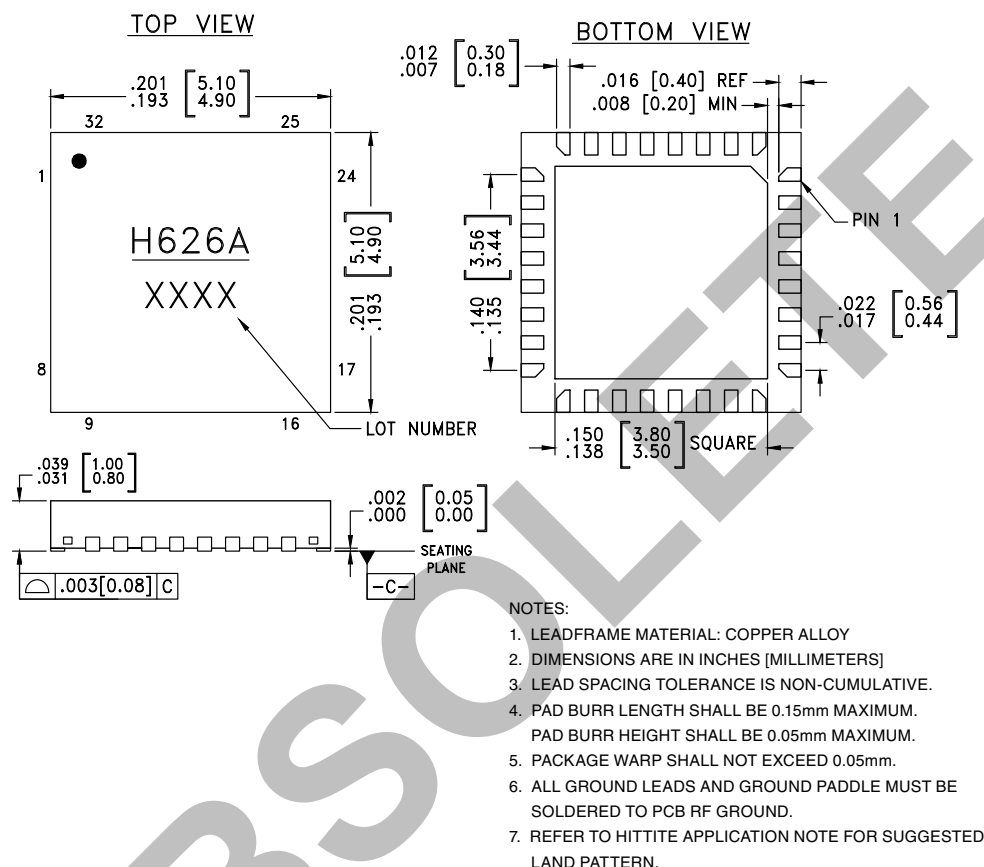 TOP VIEW
BOTTOM VIEW
.201 [5.10]
.193 [4.90]
32
25
1
24
H626A
XXXX
[5.10]
[4.90]
.201
.193
8
17
9
16
LOT NUMBER
.012 [0.30]
.007 [0.18]
.016 [0.40] REF
.008 [0.20] MIN
PIN 1
[3.56]
[3.44]
.140
.135
.022 [0.56]
.017 [0.44]
.150 [3.80]
.138 [3.50]
SQUARE
.039 [1.00]
.031 [0.80]
.002 [0.05]
.000 [0.00]
SEATING
PLANE
.003[0.08] C
-C-
NOTES:
1. LEADFRAME MATERIAL: COPPER ALLOY
2. DIMENSIONS ARE IN INCHES [MILLIMETERS]
3. LEAD SPACING TOLERANCE IS NON-CUMULATIVE.
4. PAD BURR LENGTH SHALL BE 0.15mm MAXIMUM.
PAD BURR HEIGHT SHALL BE 0.05mm MAXIMUM.
5. PACKAGE WARP SHALL NOT EXCEED 0.05mm.
6. ALL GROUND LEADS AND GROUND PADDLE MUST BE
SOLDERED TO PCB RF GROUND.
7. REFER TO HITTITE APPLICATION NOTE FOR SUGGESTED
LAND PATTERN.
BSOLETE